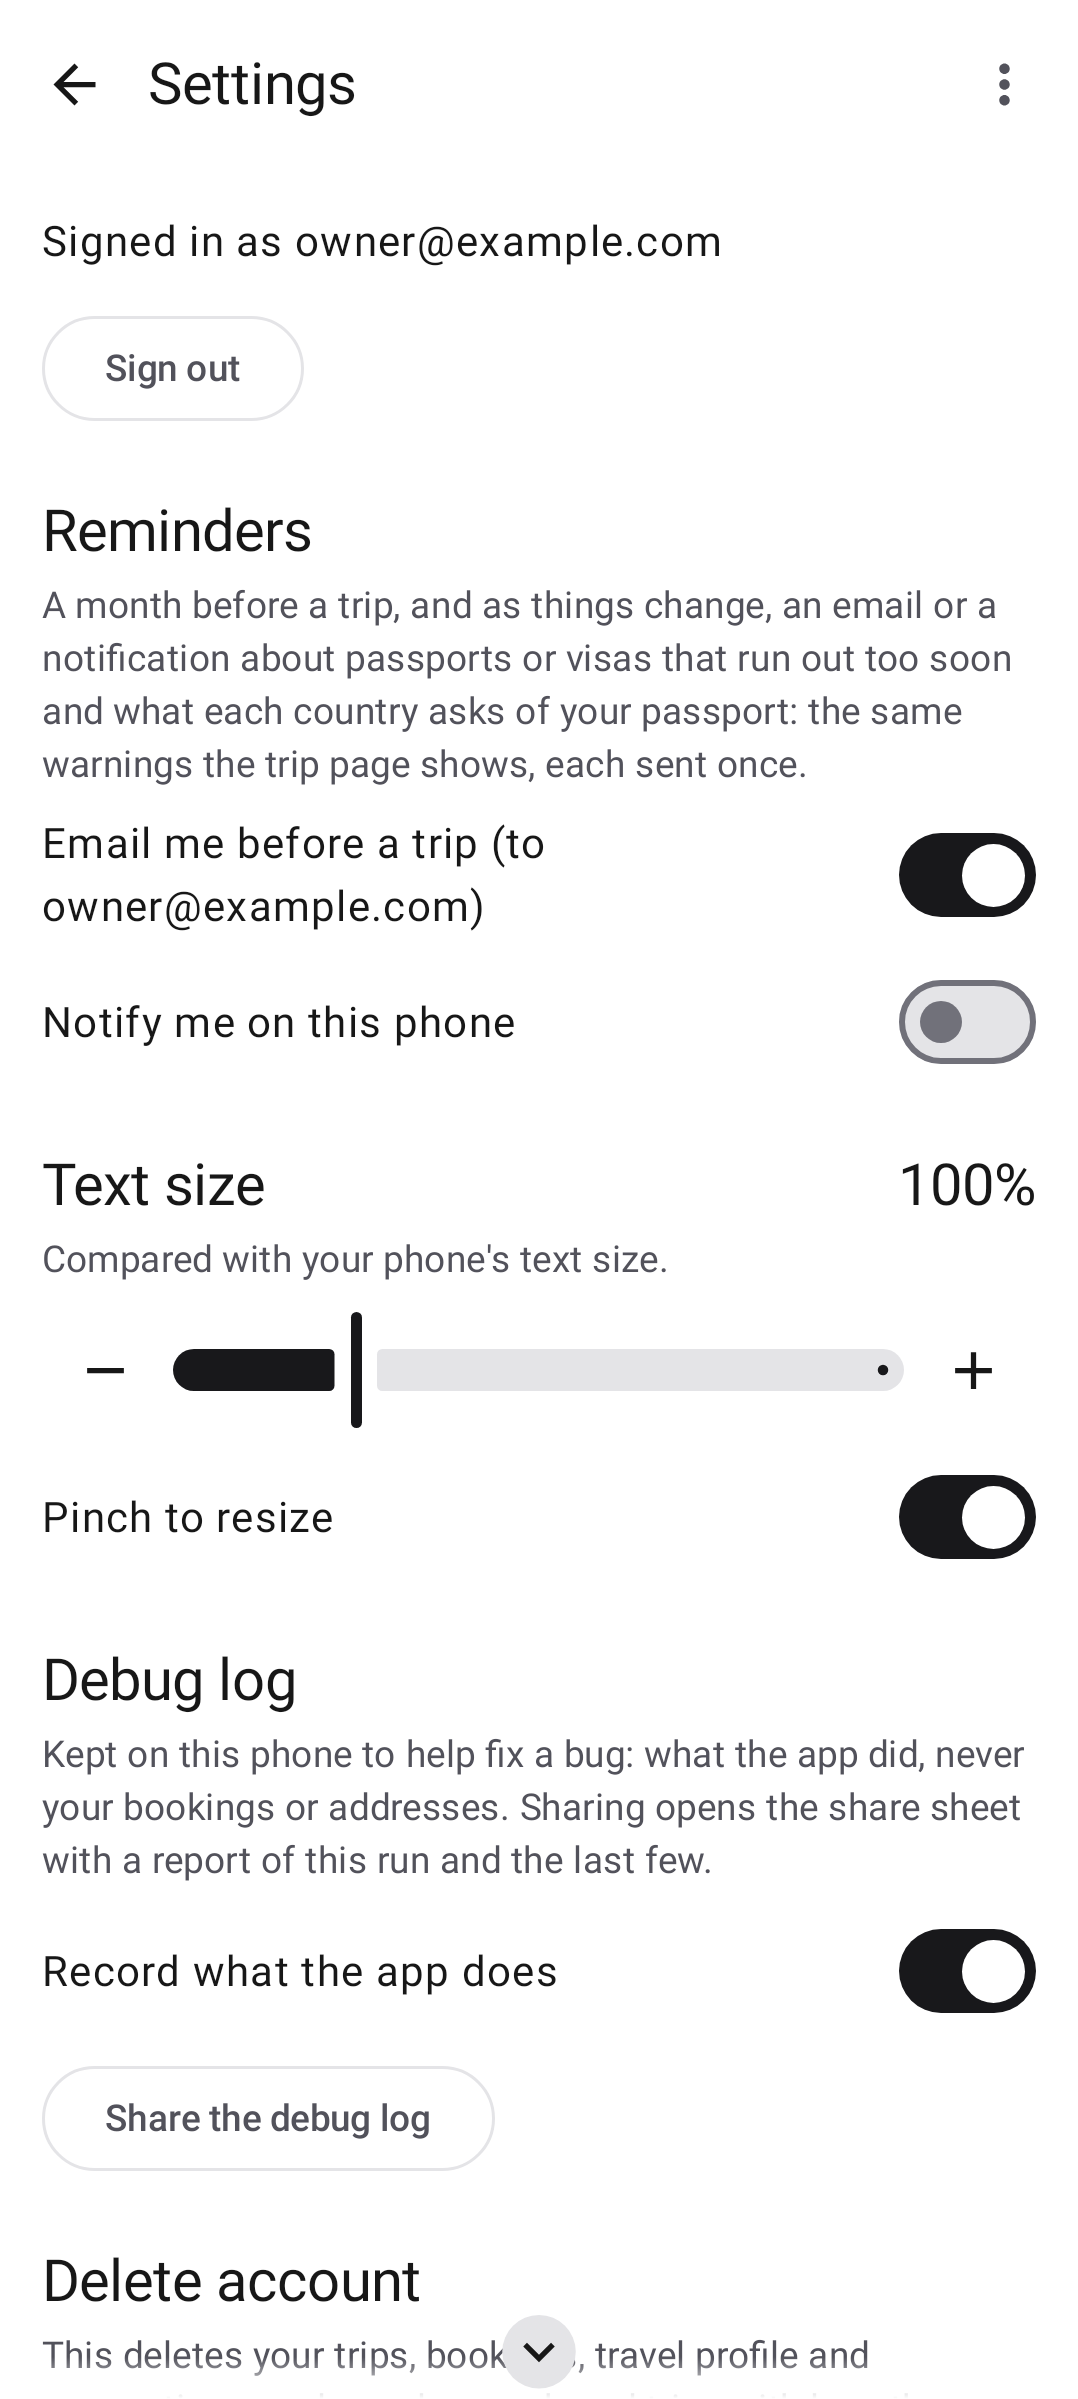 Settings
Signed in as owner@example.com
Sign out
Reminders
A month before a trip, and as things change, an email or a
notification about passports or visas that run out too soon
and what each country asks of your passport: the same
warnings the trip page shows, each sent once.
Email me before a trip (to
owner@example.com)
Notify me on this phone
Text size 100%
Compared with your phone's text size.
Pinch to resize
Debug log
Kept on this phone to help fix a bug: what the app did, never
your bookings or addresses. Sharing opens the share sheet
with a report of this run and the last few.
Record what the app does
Share the debug log
Delete account
This deletes your trips, travel profile and